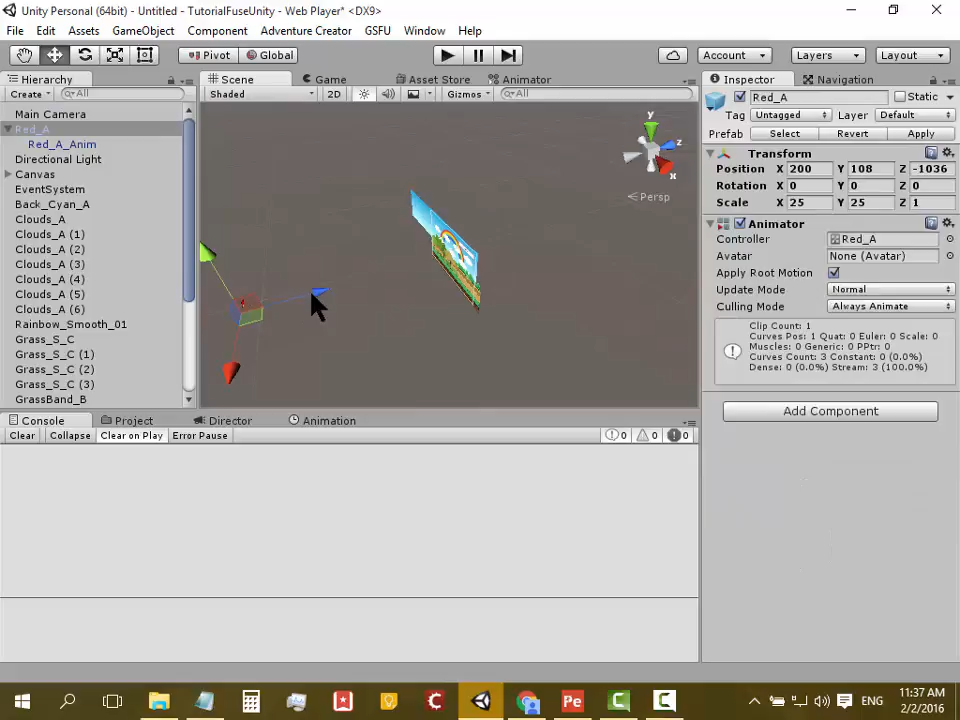 Unity Personal (64bit) - Untitled - TutorialFuseUnity - Web Player* <DX9>
File Edit Assets GameObject Component Adventure Creator GSFU Window Help
Pivot Global Account Layers Layout
Hierarchy
Create All
Main Camera
Red_A
Red_A_Anim
Directional Light
Canvas
EventSystem
Back_Cyan_A
Clouds_A
Clouds_A (1)
Clouds_A (2)
Clouds_A (3)
Clouds_A (4)
Clouds_A (5)
Clouds_A (6)
Rainbow_Smooth_01
Grass_S_C
Grass_S_C (1)
Grass_S_C (2)
Grass_S_C (3)
GrassBand_B
Scene Game Asset Store Animator
Shaded 2D Gizmos All
y
z
x
Persp
Inspector Navigation
Red_A Static
Tag Untagged Layer Default
Prefab Select Revert Apply
Transform
Position X 200 Y 108 Z -1036
Rotation X 0 Y 0 Z 0
Scale X 25 Y 25 Z 1
Animator
Controller Red_A
Avatar None (Avatar)
Apply Root Motion
Update Mode Normal
Culling Mode Always Animate
Clip Count: 1
Curves Pos: 1 Quat: 0 Euler: 0 Scale: 0
Muscles: 0 Generic: 0 PPtr: 0
Curves Count: 3 Constant: 0 (0.0%)
Dense: 0 (0.0%) Stream: 3 (100.0%)
Add Component
Console Project Director Animation
Clear Collapse Clear on Play Error Pause 0 0 0
Pe
ENG
11:37 AM
2/2/2016